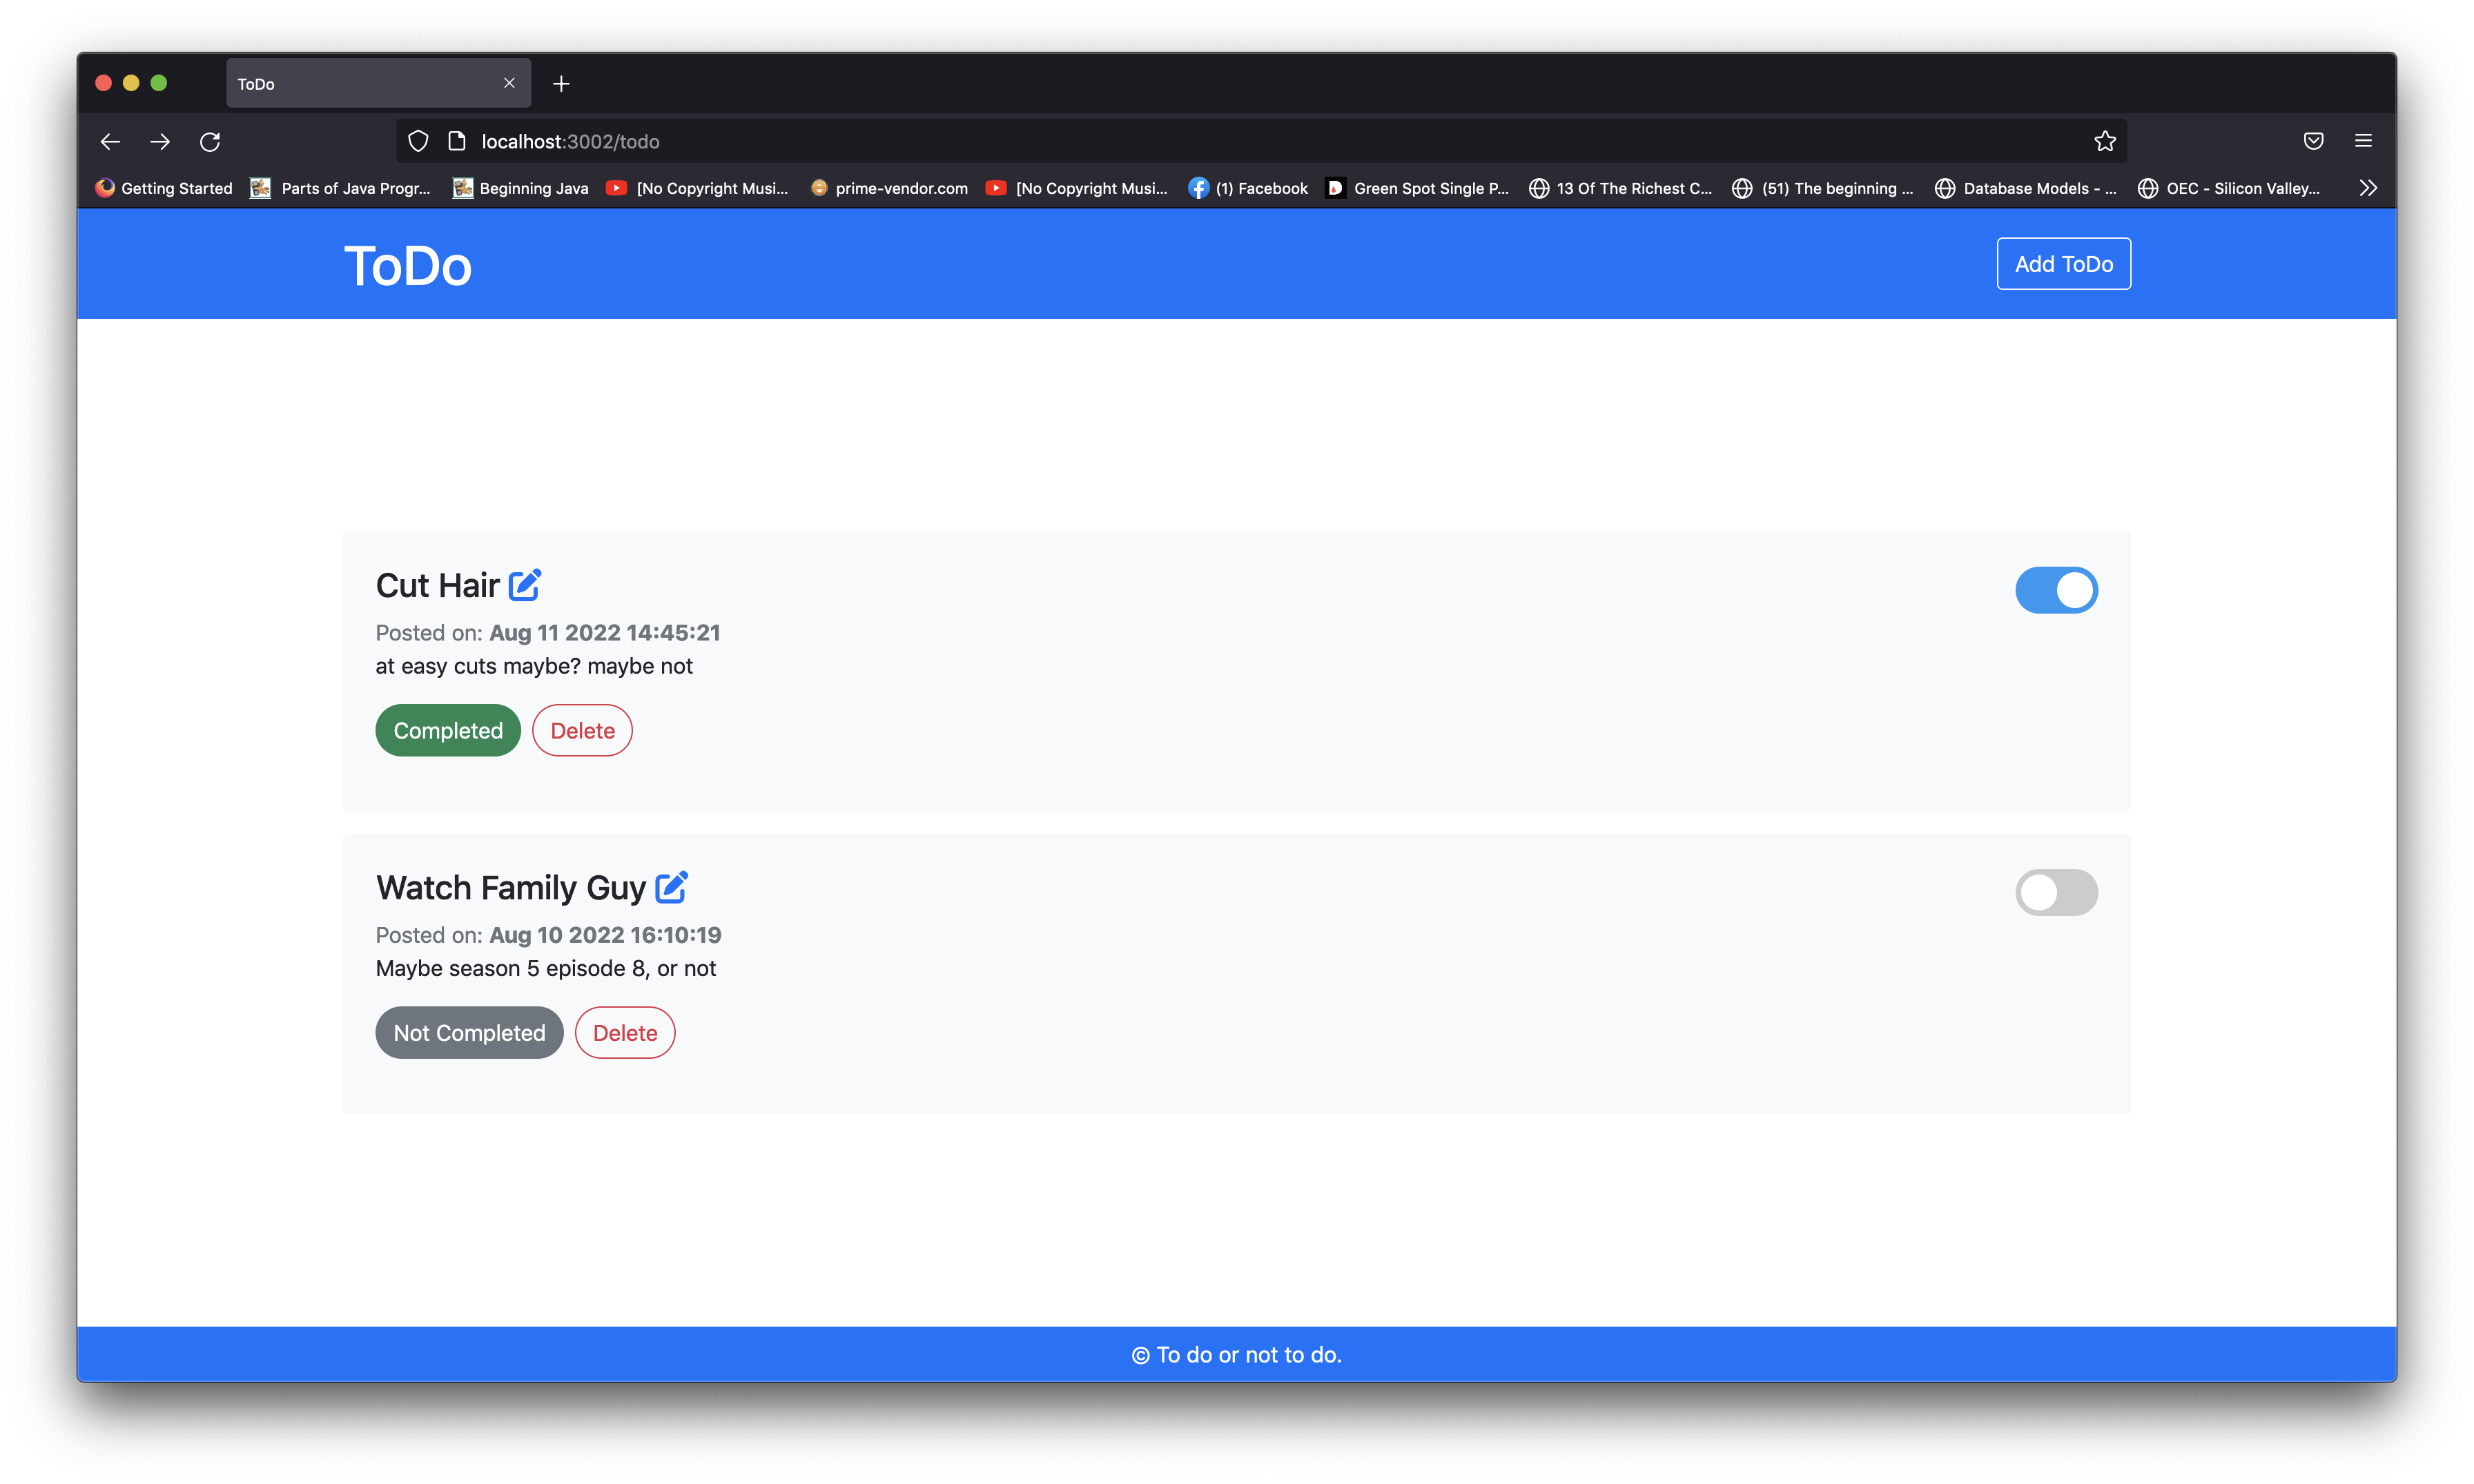 ToDo
localhost:3002/todo
Getting Started Parts of Java Progr... Beginning Java [No Copyright Musi... prime-vendor.com [No Copyright Musi... (1) Facebook Green Spot Single P... 13 Of The Richest C... (51) The beginning ... Database Models - ... OEC - Silicon Valley...
ToDo Add ToDo
Cut Hair
Posted on: Aug 11 2022 14:45:21
at easy cuts maybe? maybe not
Completed Delete
Watch Family Guy
Posted on: Aug 10 2022 16:10:19
Maybe season 5 episode 8, or not
Not Completed Delete
© To do or not to do.